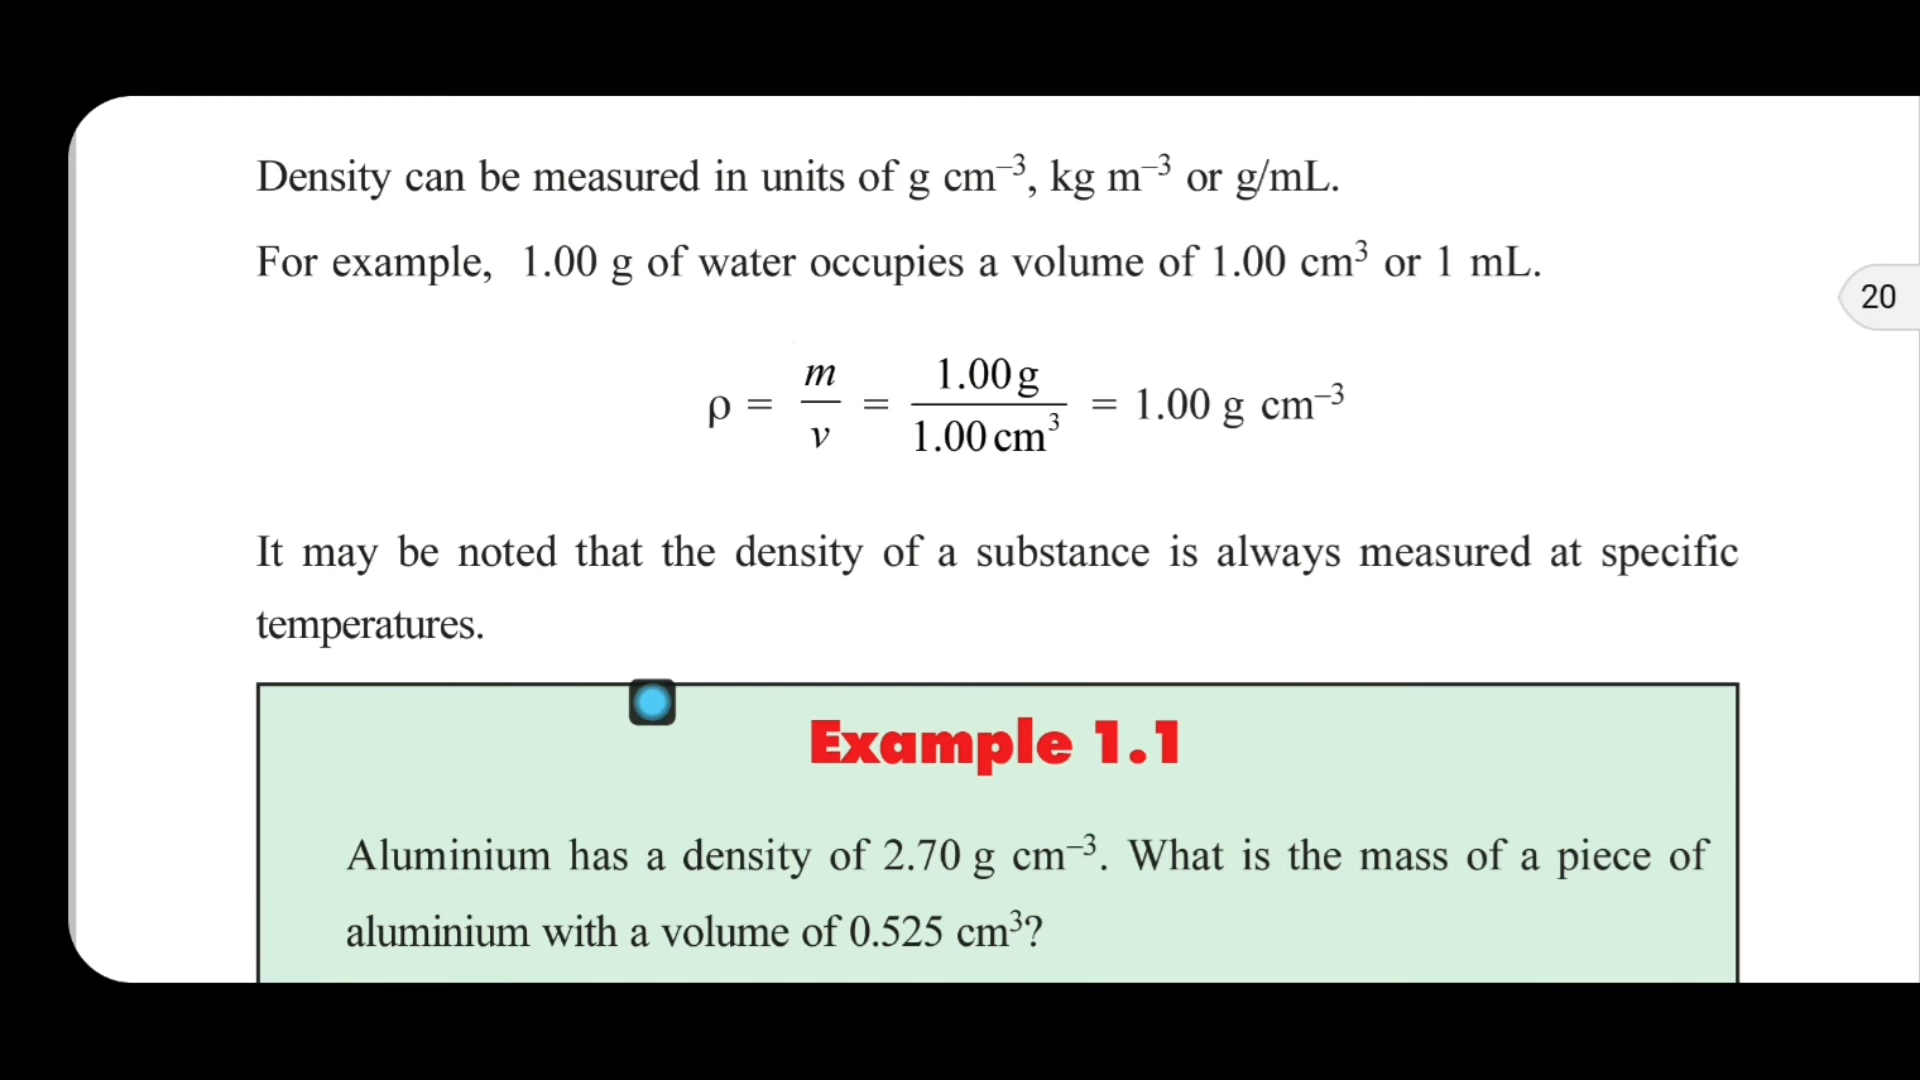 Density can be measured in units of g cm⁻³, kg m⁻³ or g/mL.
For example, 1.00 g of water occupies a volume of 1.00 cm³ or 1 mL.
20
ρ = m/v = 1.00 g/1.00 cm³ = 1.00 g cm⁻³
It may be noted that the density of a substance is always measured at specific
temperatures.
Example 1.1
Aluminium has a density of 2.70 g cm⁻³. What is the mass of a piece of
aluminium with a volume of 0.525 cm³?